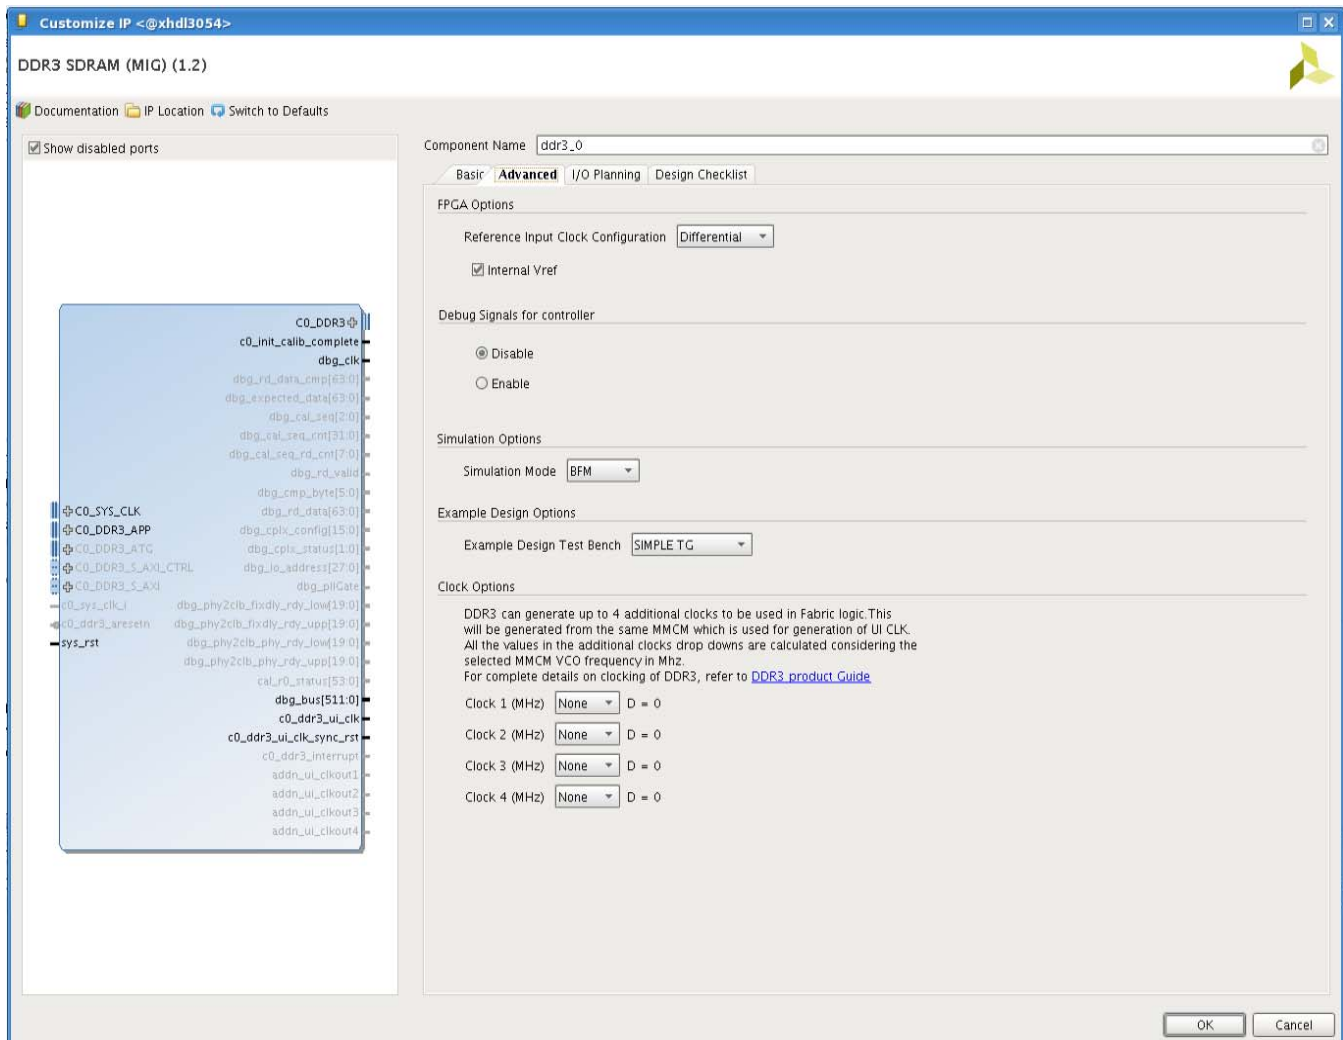 Customize IP <@xhdl3054>
DDR3 SDRAM (MIG) (1.2)
Documentation IP Location Switch to Defaults
Show disabled ports
C0_DDR3
c0_init_calib_complete
dbg_clk
dbg_rd_data_cmp[63:0]
dbg_expected_data[63:0]
dbg_cal_seq[2:0]
dbg_cal_seq_cnt[31:0]
dbg_cal_seq_rd_cnt[7:0]
dbg_rd_valid
dbg_cmp_byte[5:0]
C0_SYS_CLK dbg_rd_data[63:0]
C0_DDR3_APP dbg_cplx_config[15:0]
C0_DDR3_ATG dbg_cplx_status[1:0]
C0_DDR3_S_AXI_CTRL dbg_io_address[27:0]
C0_DDR3_S_AXI dbg_pllGate
c0_sys_clk_i dbg_phy2clb_fixdly_rdy_low[19:0]
c0_ddr3_aresetn dbg_phy2clb_fixdly_rdy_upp[19:0]
sys_rst dbg_phy2clb_phy_rdy_low[19:0]
dbg_phy2clb_phy_rdy_upp[19:0]
cal_r0_status[53:0]
dbg_bus[511:0]
c0_ddr3_ui_clk
c0_ddr3_ui_clk_sync_rst
c0_ddr3_interrupt
addn_ui_clkout1
addn_ui_clkout2
addn_ui_clkout3
addn_ui_clkout4
Component Name ddr3_0
Basic Advanced I/O Planning Design Checklist
FPGA Options
Reference Input Clock Configuration Differential
Internal Vref
Debug Signals for controller
Disable
Enable
Simulation Options
Simulation Mode BFM
Example Design Options
Example Design Test Bench SIMPLE TG
Clock Options
DDR3 can generate up to 4 additional clocks to be used in Fabric logic.This
will be generated from the same MMCM which is used for generation of UI CLK.
All the values in the additional clocks drop downs are calculated considering the
selected MMCM VCO frequency in Mhz.
For complete details on clocking of DDR3, refer to DDR3 product Guide
Clock 1 (MHz) None D = 0
Clock 2 (MHz) None D = 0
Clock 3 (MHz) None D = 0
Clock 4 (MHz) None D = 0
OK Cancel